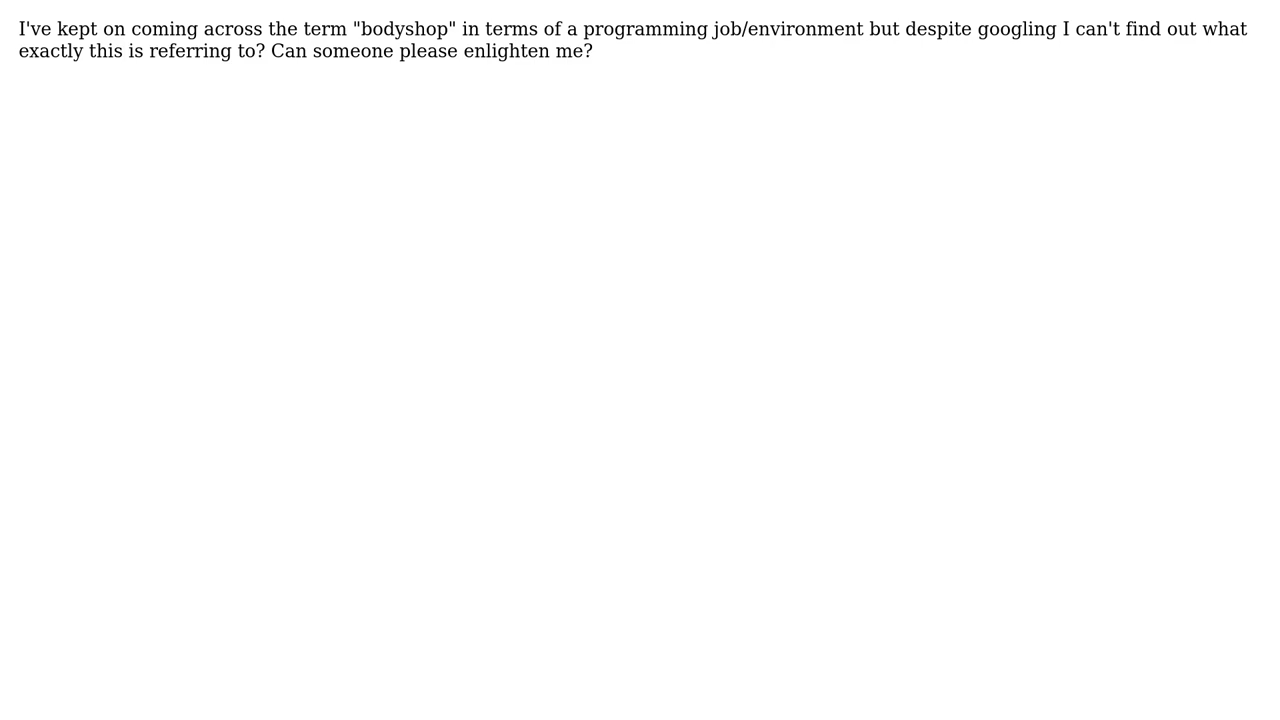 I've kept on coming across the term "bodyshop" in terms of a programming job/environment but despite googling I can't find out what
exactly this is referring to? Can someone please enlighten me?